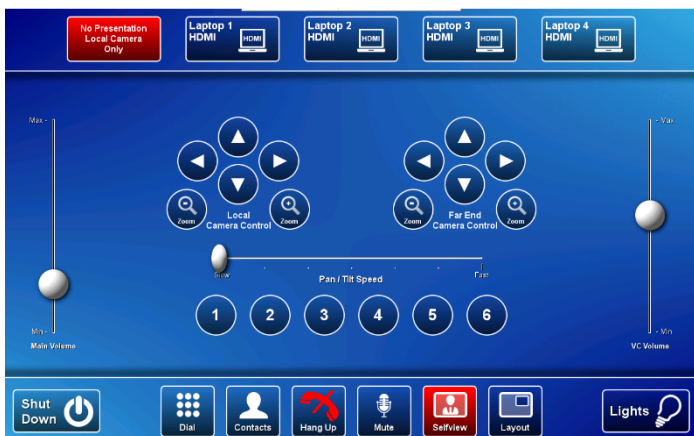 No Presentation
Local Camera
Only
Laptop 1
HDMI
HDMI
Laptop 2
HDMI
HDMI
Laptop 3
HDMI
HDMI
Laptop 4
HDMI
HDMI
Max -
- Max
Zoom
Local
Camera Control
Zoom
Zoom
Far End
Camera Control
Zoom
Slow
Pan / Tilt Speed
Fast
1
2
3
4
5
6
Min -
Main Volume
- Min
VC Volume
Shut
Down
Dial
Contacts
Hang Up
Mute
Selfview
Layout
Lights